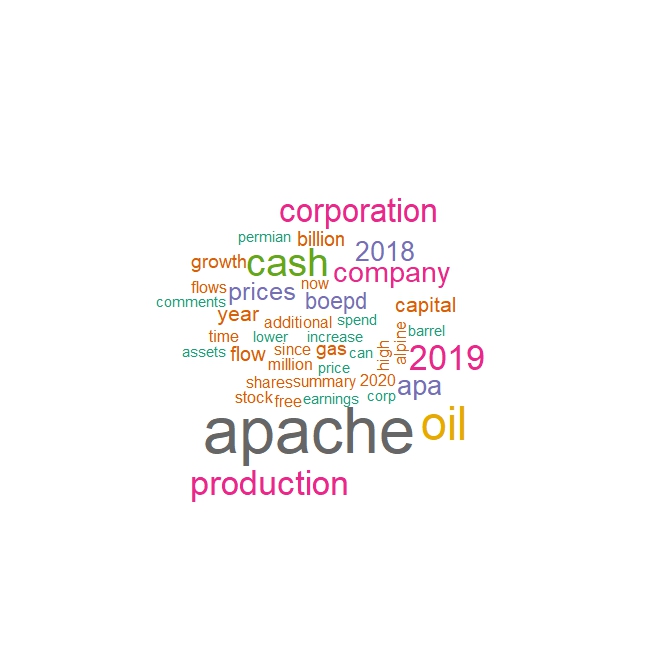 corporation
permian billion
2018
growth cash company
flows prices now
comments boepd capital
year additional spend
time lower increase barrel
assets flow since gas can high alpine 2019
million price
shares summary 2020 apa
stock free earnings corp
apache oil
production